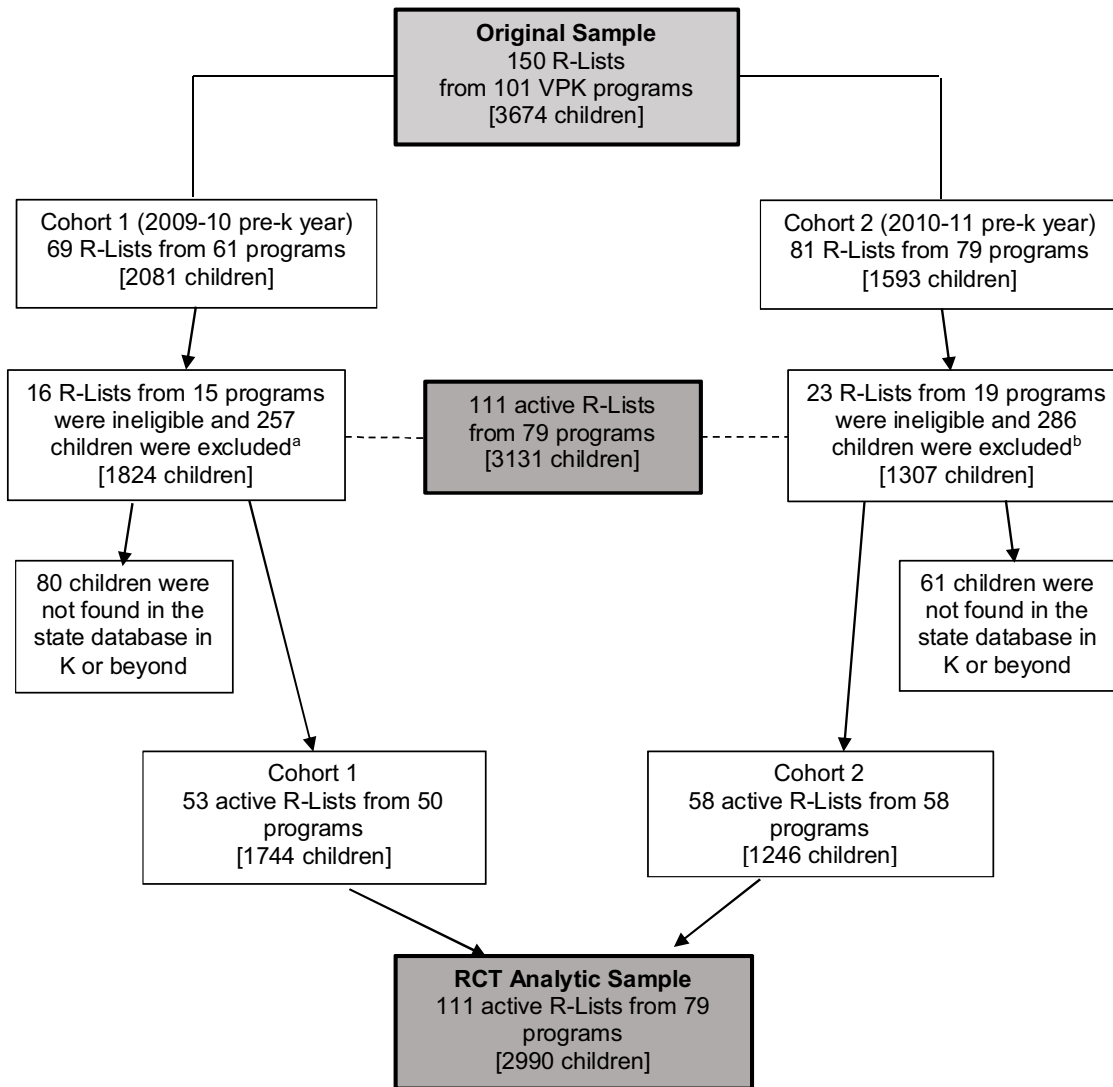 Original Sample
150 R-Lists
from 101 VPK programs
[3674 children]
Cohort 1 (2009-10 pre-k year)
69 R-Lists from 61 programs
[2081 children]
Cohort 2 (2010-11 pre-k year)
81 R-Lists from 79 programs
[1593 children]
16 R-Lists from 15 programs
were ineligible and 257
children were excludedᵃ
[1824 children]
111 active R-Lists
from 79 programs
[3131 children]
23 R-Lists from 19 programs
were ineligible and 286
children were excludedᵇ
[1307 children]
80 children were
not found in the
state database in
K or beyond
61 children were
not found in the
state database in
K or beyond
Cohort 1
53 active R-Lists from 50
programs
[1744 children]
Cohort 2
58 active R-Lists from 58
programs
[1246 children]
RCT Analytic Sample
111 active R-Lists from 79
programs
[2990 children]